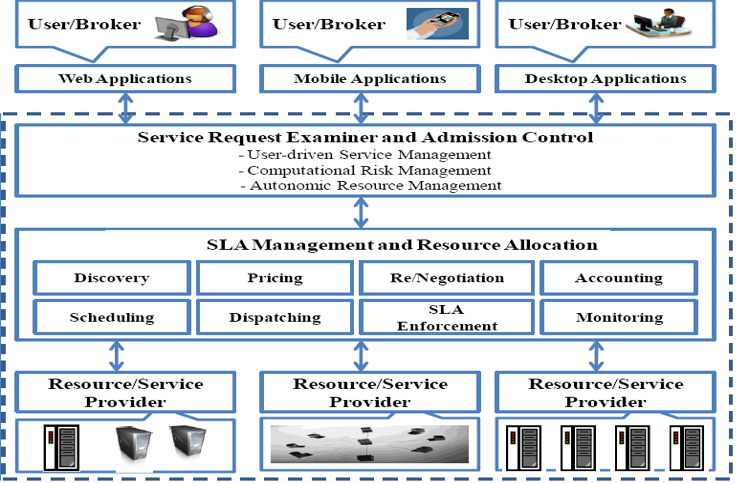 User/Broker
User/Broker
User/Broker
Web Applications
Mobile Applications
Desktop Applications
Service Request Examiner and Admission Control
- User-driven Service Management
- Computational Risk Management
- Autonomic Resource Management
SLA Management and Resource Allocation
Discovery
Pricing
Re/Negotiation
Accounting
Scheduling
Dispatching
SLA
Enforcement
Monitoring
Resource/Service
Provider
Resource/Service
Provider
Resource/Service
Provider